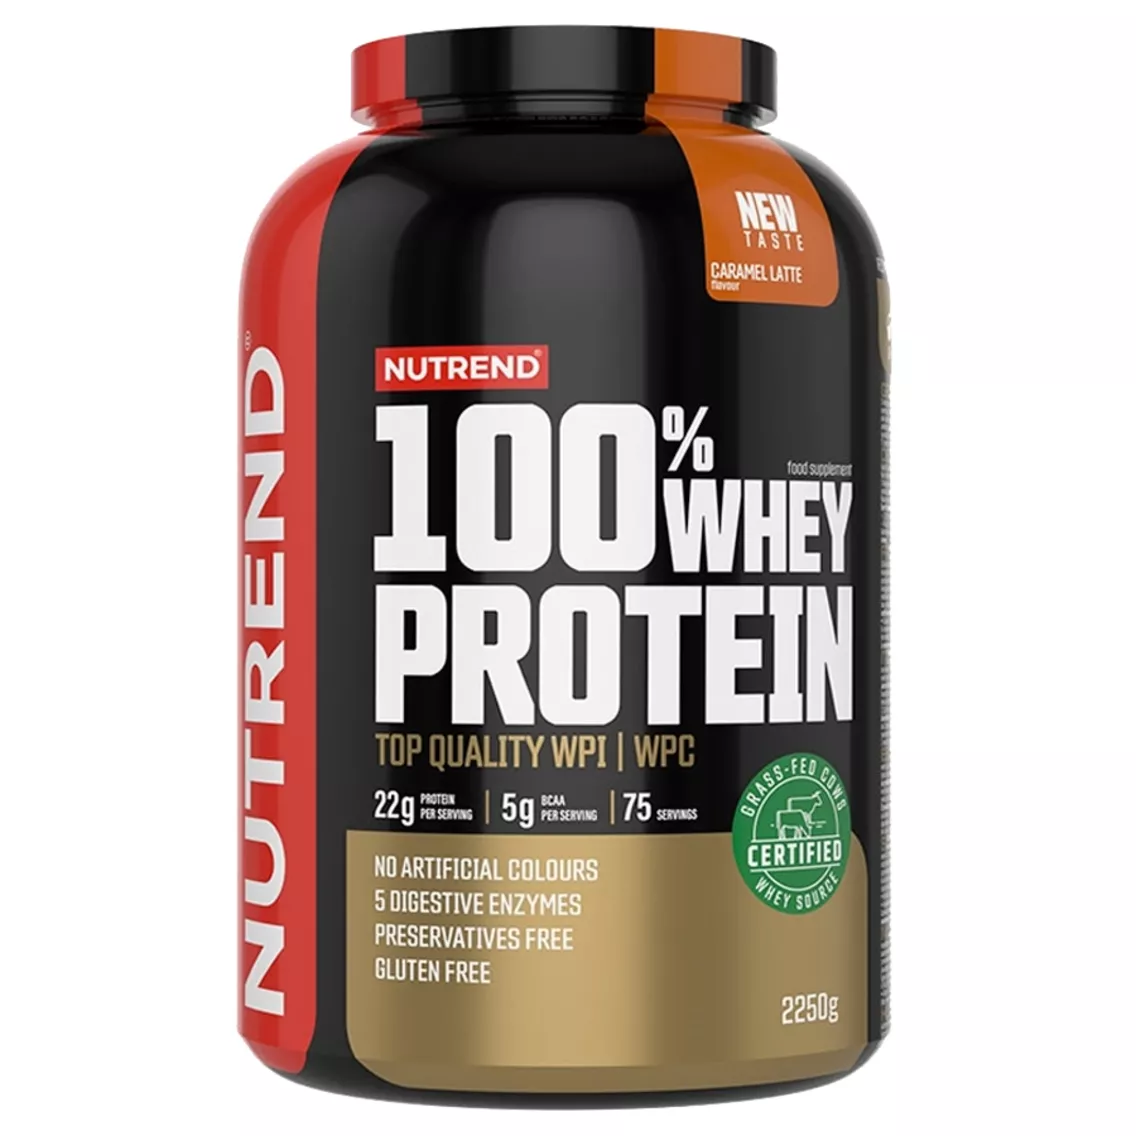 NEW
TASTE
CARAMEL LATTE
flavour
NUTREND®
NUTREND®
100%
food supplement
WHEY
PROTEIN
TOP QUALITY WPI | WPC
22g PROTEIN PER SERVING | 5g BCAA PER SERVING | 75 SERVINGS
GRASS-FED COWS
CERTIFIED
WHEY SOURCE
NO ARTIFICIAL COLOURS
5 DIGESTIVE ENZYMES
PRESERVATIVES FREE
GLUTEN FREE
2250g